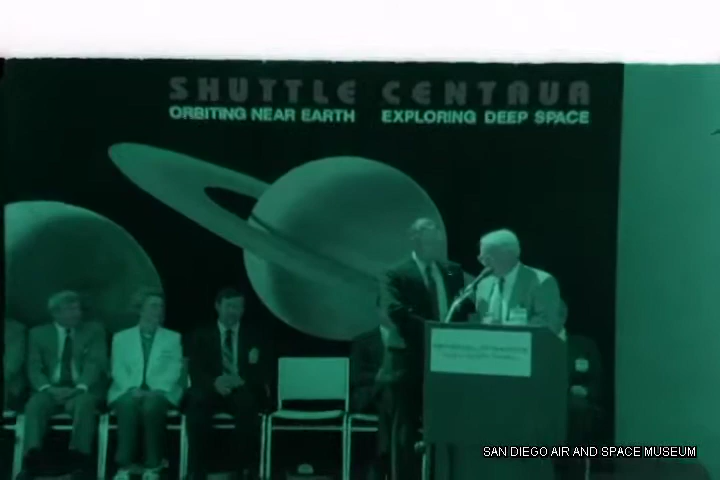 SHUTTLE CENTAUR
ORBITING NEAR EARTH EXPLORING DEEP SPACE
SAN DIEGO AIR AND SPACE MUSEUM